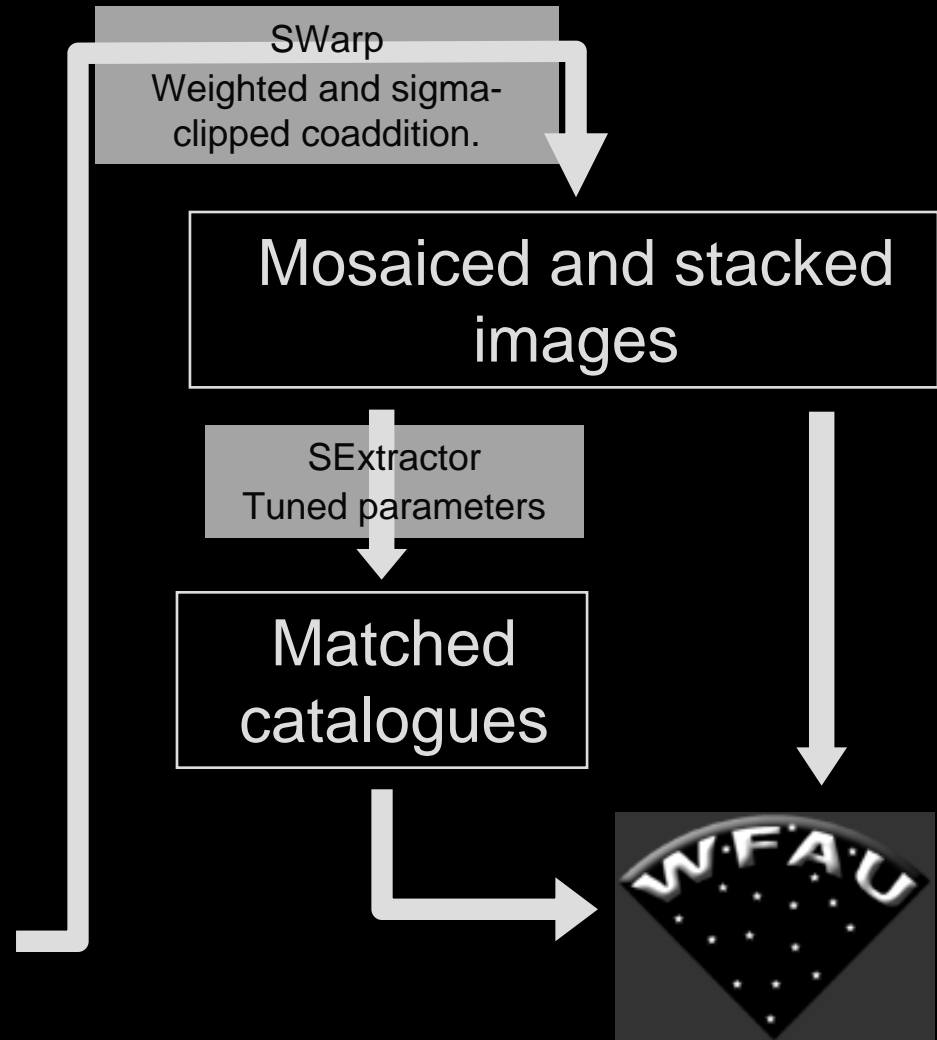 SWarp
Weighted and sigma-
clipped coaddition.
Mosaiced and stacked
images
SExtractor
Tuned parameters
Matched
catalogues
WFAU